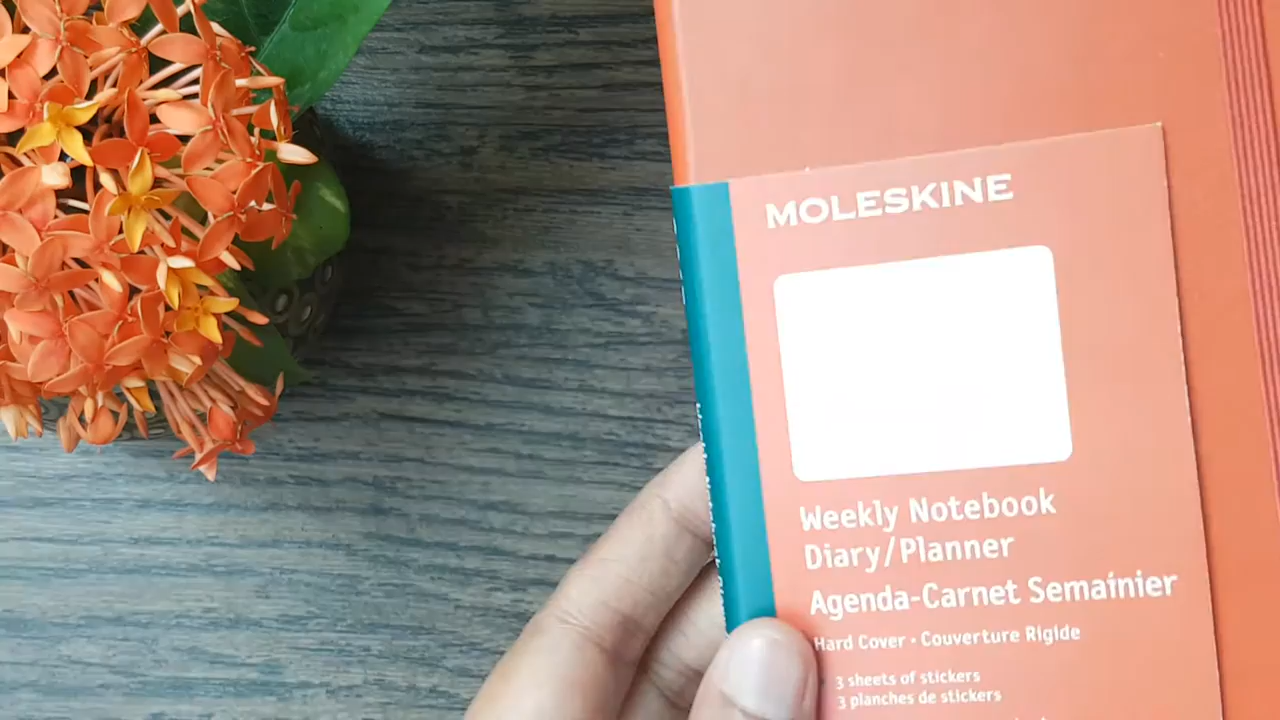 MOLESKINE
Weekly Notebook
Diary/Planner
Agenda-Carnet Semainier
Hard Cover • Couverture Rigide
3 sheets of stickers
3 planches de stickers